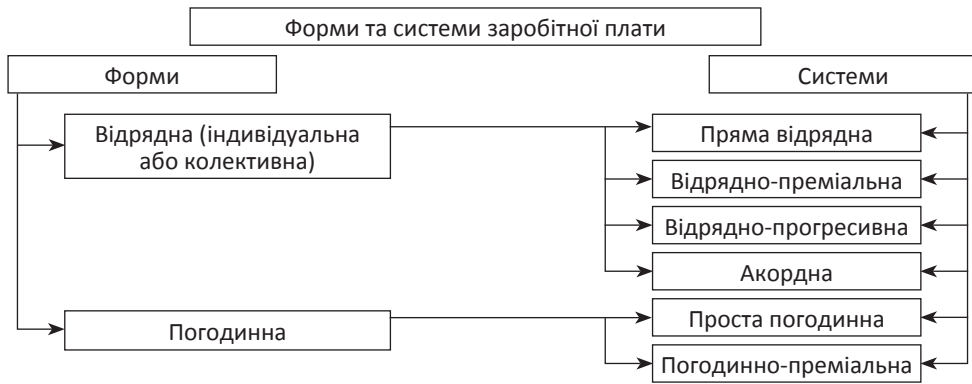 Форми та системи заробітної плати
Форми
Системи
Відрядна (індивідуальна
або колективна)
Пряма відрядна
Відрядно-преміальна
Відрядно-прогресивна
Акордна
Погодинна
Проста погодинна
Погодинно-преміальна